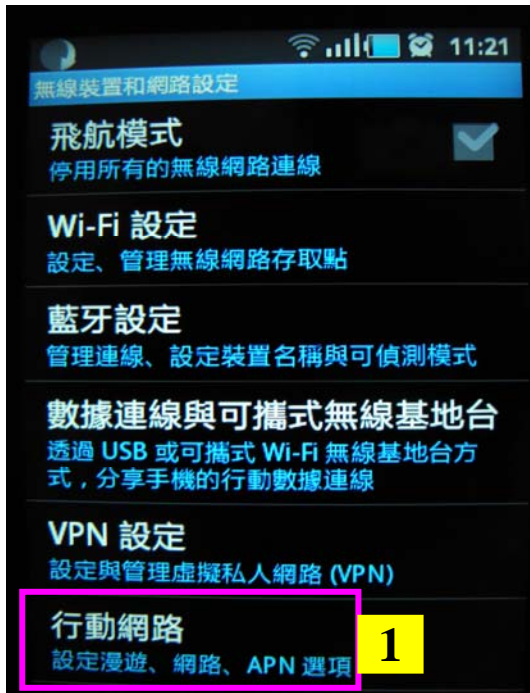 11:21
無線裝置和網路設定
飛航模式
停用所有的無線網路連線
Wi-Fi 設定
設定、管理無線網路存取點
藍牙設定
管理連線、設定裝置名稱與可偵測模式
數據連線與可攜式無線基地台
透過 USB 或可攜式 Wi-Fi 無線基地台方
式，分享手機的行動數據連線
VPN 設定
設定與管理虛擬私人網路 (VPN)
行動網路
設定漫遊、網路、APN 選項
1